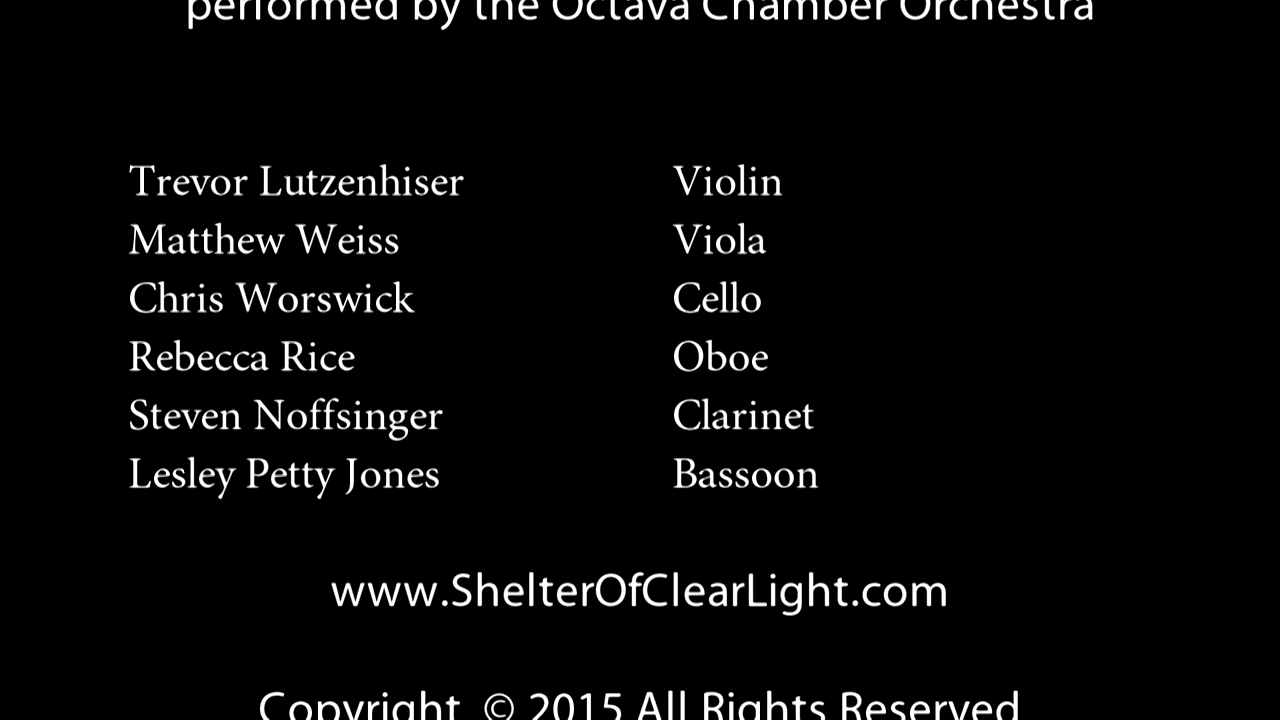 performed by the Octava Chamber Orchestra
Trevor Lutzenhiser Violin
Matthew Weiss Viola
Chris Worswick Cello
Rebecca Rice Oboe
Steven Noffsinger Clarinet
Lesley Petty Jones Bassoon
www.ShelterOfClearLight.com
Copyright © 2015 All Rights Reserved